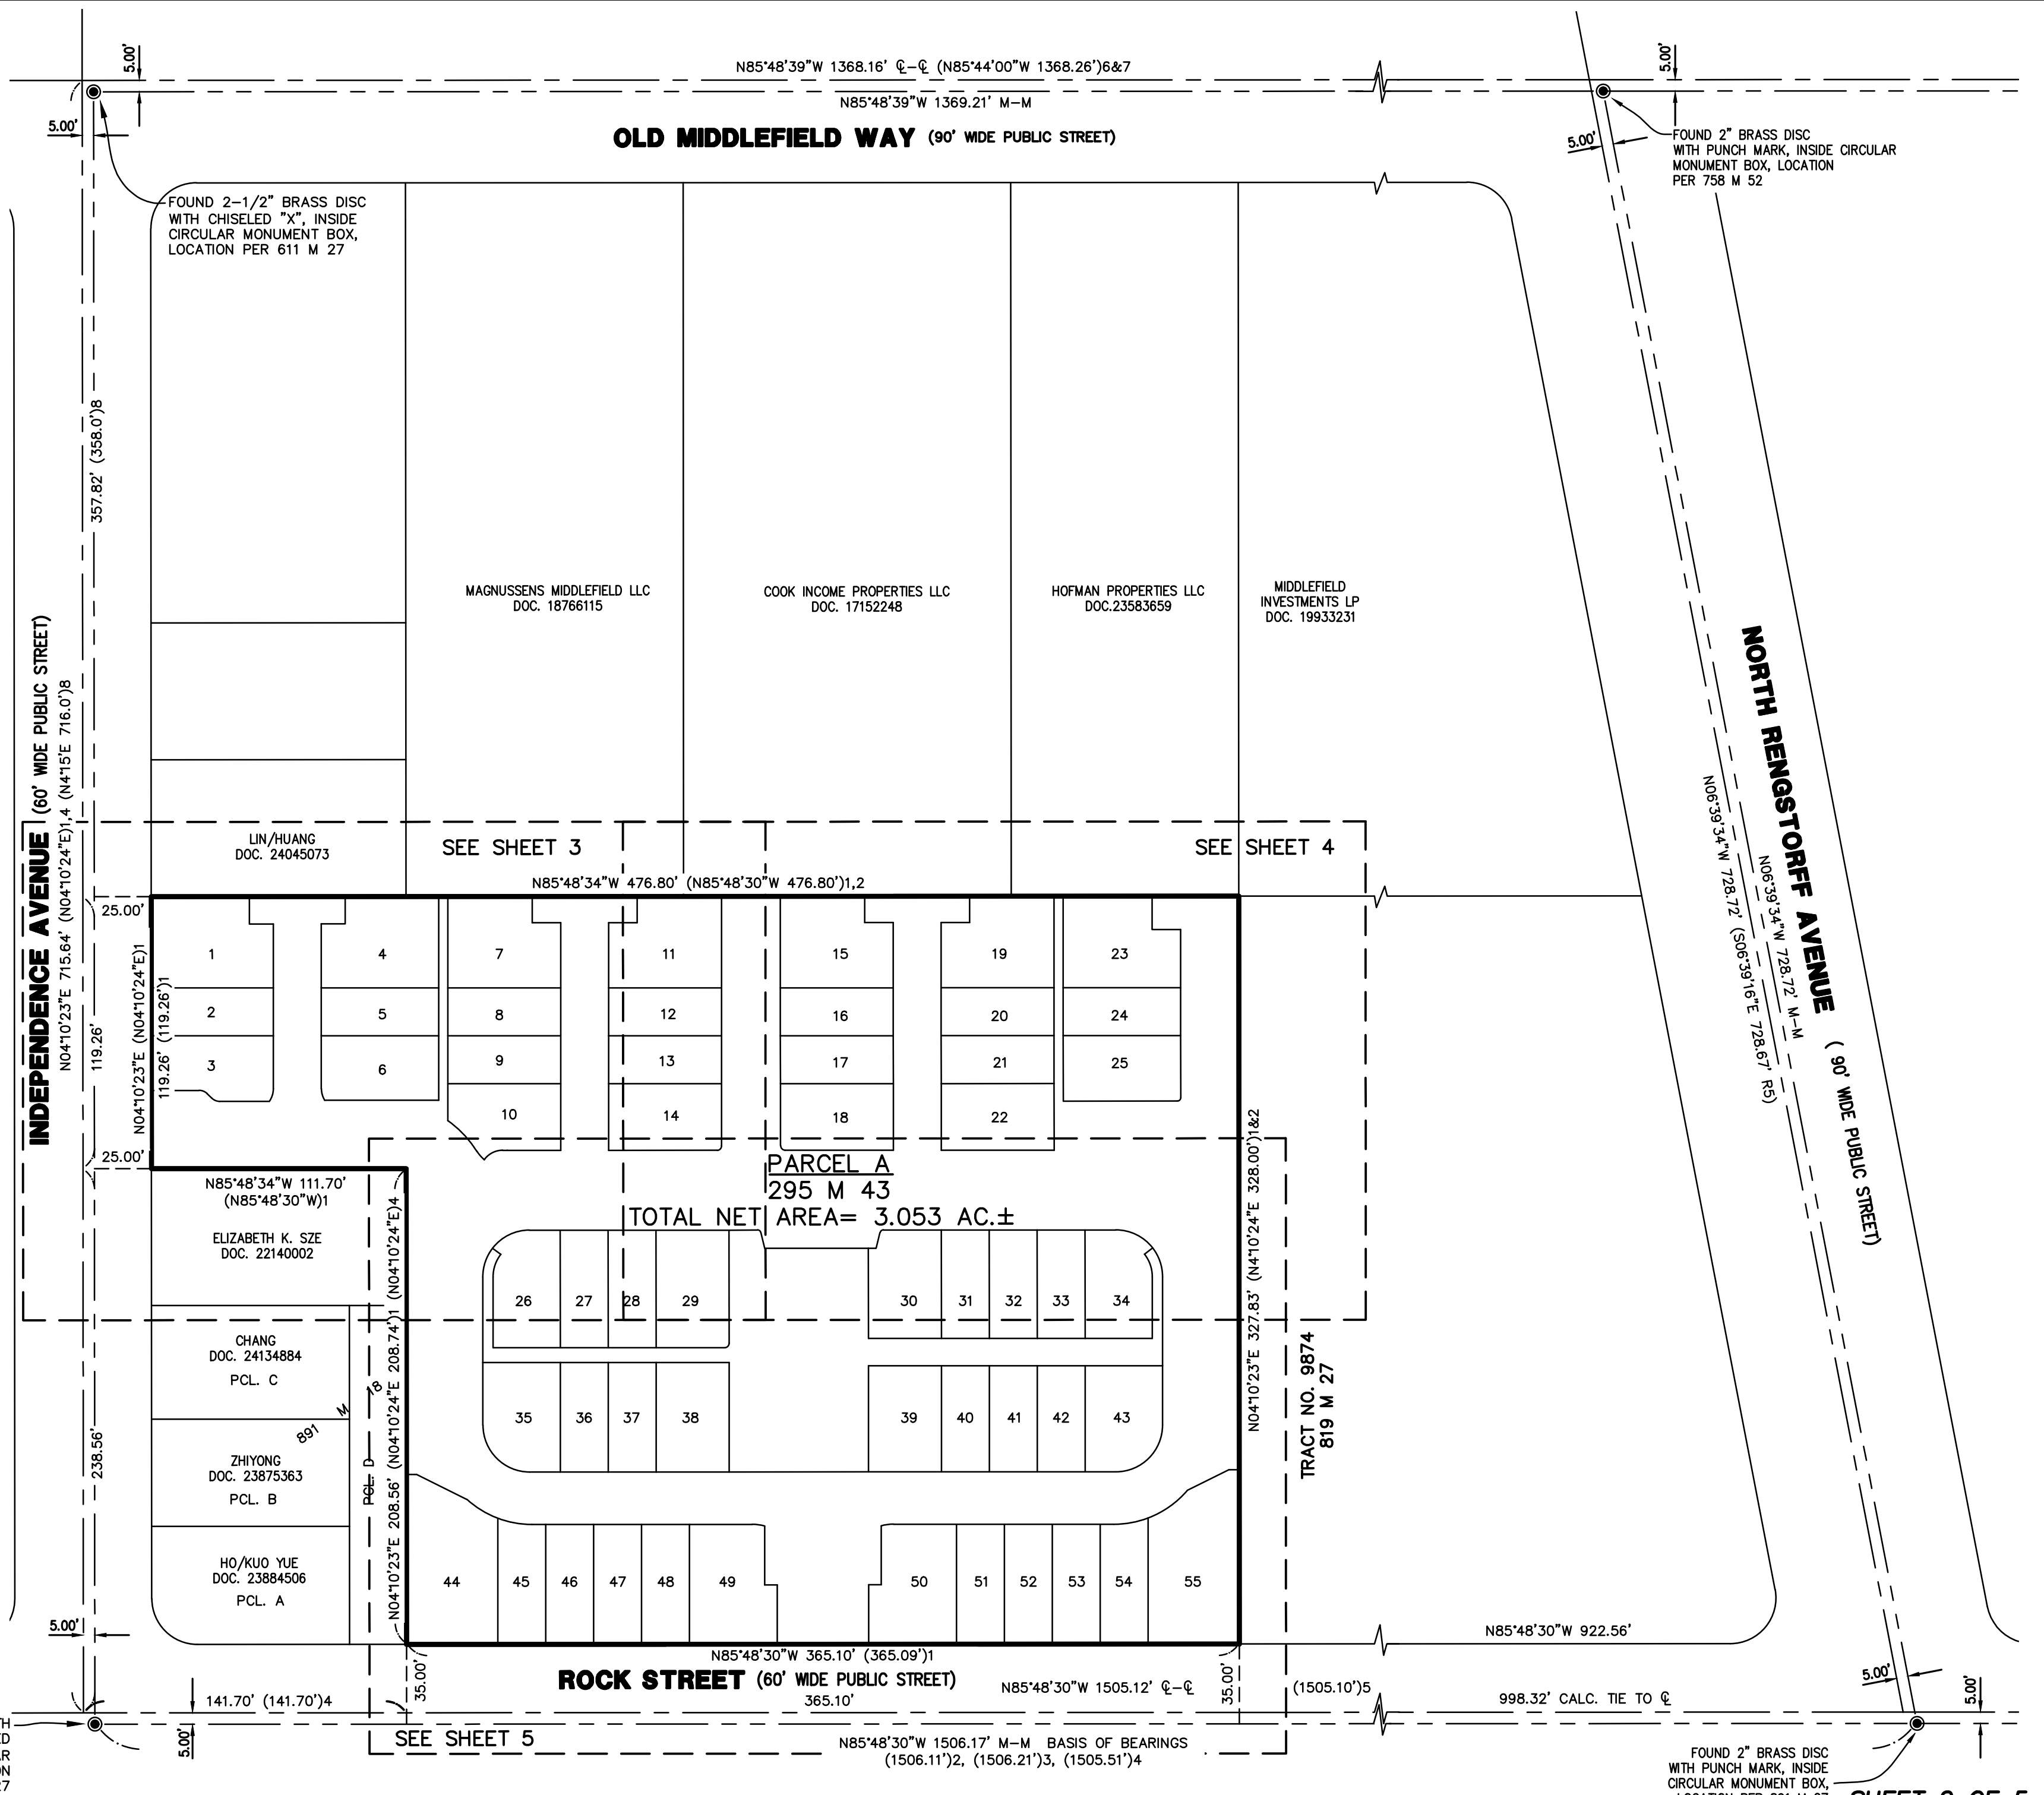 5.00'
N85°48'39"W 1368.16' ℄-℄ (N85°44'00"W 1368.26')6&7
5.00'
N85°48'39"W 1369.21' M-M
5.00'
OLD MIDDLEFIELD WAY (90' WIDE PUBLIC STREET)
5.00'
FOUND 2" BRASS DISC
WITH PUNCH MARK, INSIDE CIRCULAR
MONUMENT BOX, LOCATION
PER 758 M 52
FOUND 2-1/2" BRASS DISC
WITH CHISELED "X", INSIDE
CIRCULAR MONUMENT BOX,
LOCATION PER 611 M 27
357.82' (358.0')8
MAGNUSSENS MIDDLEFIELD LLC
DOC. 18766115
COOK INCOME PROPERTIES LLC
DOC. 17152248
HOFMAN PROPERTIES LLC
DOC.23583659
MIDDLEFIELD
INVESTMENTS LP
DOC. 19933231
INDEPENDENCE AVENUE (60' WIDE PUBLIC STREET)
N04°10'23"E 715.64' (N04°10'24"E)1,4 (N4°15'E 716.0')8
NORTH RENGSTORFF AVENUE ( 90' WIDE PUBLIC STREET)
N06°39'34"W 728.72' (S06°39'16"E 728.67' R5)
N06°39'34"W 728.72' M-M
LIN/HUANG
DOC. 24045073
SEE SHEET 3
SEE SHEET 4
N85°48'34"W 476.80' (N85°48'30"W 476.80')1,2
25.00'
119.26'
N04°10'23"E (N04°10'24"E)1
119.26' (119.26')1
1
4
7
11
15
19
23
2
5
8
12
16
20
24
3
6
9
13
17
21
25
10
14
18
22
25.00'
N85°48'34"W 111.70'
(N85°48'30"W)1
ELIZABETH K. SZE
DOC. 22140002
PARCEL A
295 M 43
TOTAL NET AREA= 3.053 AC.±
N04°10'23"E 327.83' (N4°10'24"E 328.00')1&2
26
27
28
29
30
31
32
33
34
CHANG
DOC. 24134884
PCL. C
891 M 18
PCL. D
N04°10'23"E 208.56' (N04°10'24"E 208.74')1 (N04°10'24"E)4
TRACT NO. 9874
819 M 27
35
36
37
38
39
40
41
42
43
238.56'
ZHIYONG
DOC. 23875363
PCL. B
HO/KUO YUE
DOC. 23884506
PCL. A
44
45
46
47
48
49
50
51
52
53
54
55
5.00'
N85°48'30"W 922.56'
N85°48'30"W 365.10' (365.09')1
35.00'
ROCK STREET (60' WIDE PUBLIC STREET)
35.00'
5.00'
5.00'
141.70' (141.70')4
365.10'
N85°48'30"W 1505.12' ℄-℄
(1505.10')5
998.32' CALC. TIE TO ℄
5.00'
SEE SHEET 5
N85°48'30"W 1506.17' M-M BASIS OF BEARINGS
(1506.11')2, (1506.21')3, (1505.51')4
FOUND 2" BRASS DISC
WITH PUNCH MARK, INSIDE
CIRCULAR MONUMENT BOX,